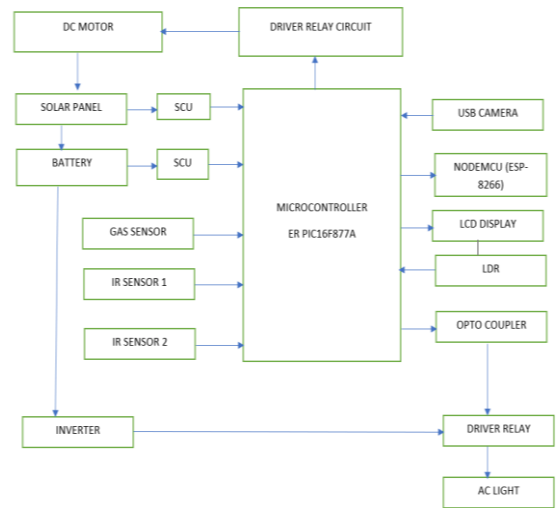 DC MOTOR
DRIVER RELAY CIRCUIT
SOLAR PANEL
SCU
USB CAMERA
BATTERY
SCU
NODEMCU (ESP-
8266)
MICROCONTROLLER
ER PIC16F877A
GAS SENSOR
LCD DISPLAY
IR SENSOR 1
LDR
IR SENSOR 2
OPTO COUPLER
INVERTER
DRIVER RELAY
AC LIGHT